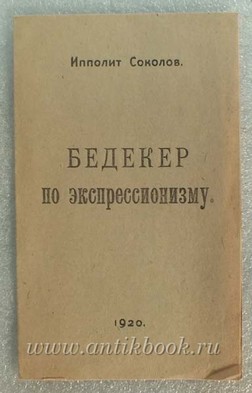 Ипполит Соколов.
БЕДЕКЕР
по экспрессионизму.
1920.
www.antikbook.ru